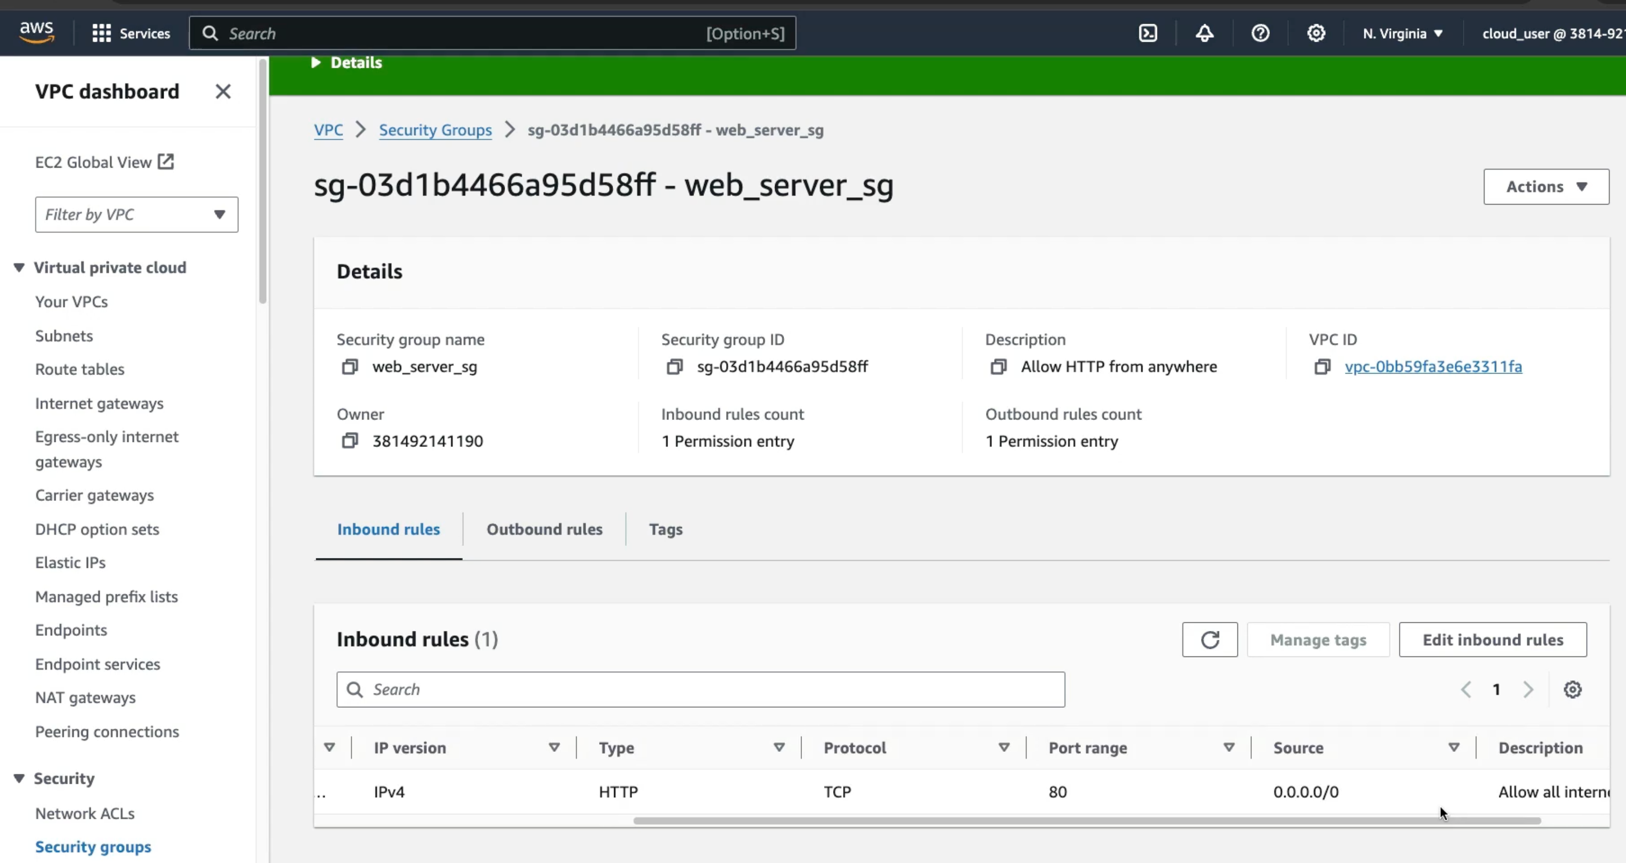 aws
Services
Search
[Option+S]
N. Virginia
cloud_user @ 3814-921
VPC dashboard
EC2 Global View
Filter by VPC
Virtual private cloud
Your VPCs
Subnets
Route tables
Internet gateways
Egress-only internet
gateways
Carrier gateways
DHCP option sets
Elastic IPs
Managed prefix lists
Endpoints
Endpoint services
NAT gateways
Peering connections
Security
Network ACLs
Security groups
Details
VPC > Security Groups > sg-03d1b4466a95d58ff - web_server_sg
sg-03d1b4466a95d58ff - web_server_sg
Actions
Details
Security group name
web_server_sg
Security group ID
sg-03d1b4466a95d58ff
Description
Allow HTTP from anywhere
VPC ID
vpc-0bb59fa3e6e3311fa
Owner
381492141190
Inbound rules count
1 Permission entry
Outbound rules count
1 Permission entry
Inbound rules
Outbound rules
Tags
Inbound rules (1)
Manage tags
Edit inbound rules
Search
1
IP version
Type
Protocol
Port range
Source
Description
..
IPv4
HTTP
TCP
80
0.0.0.0/0
Allow all interne